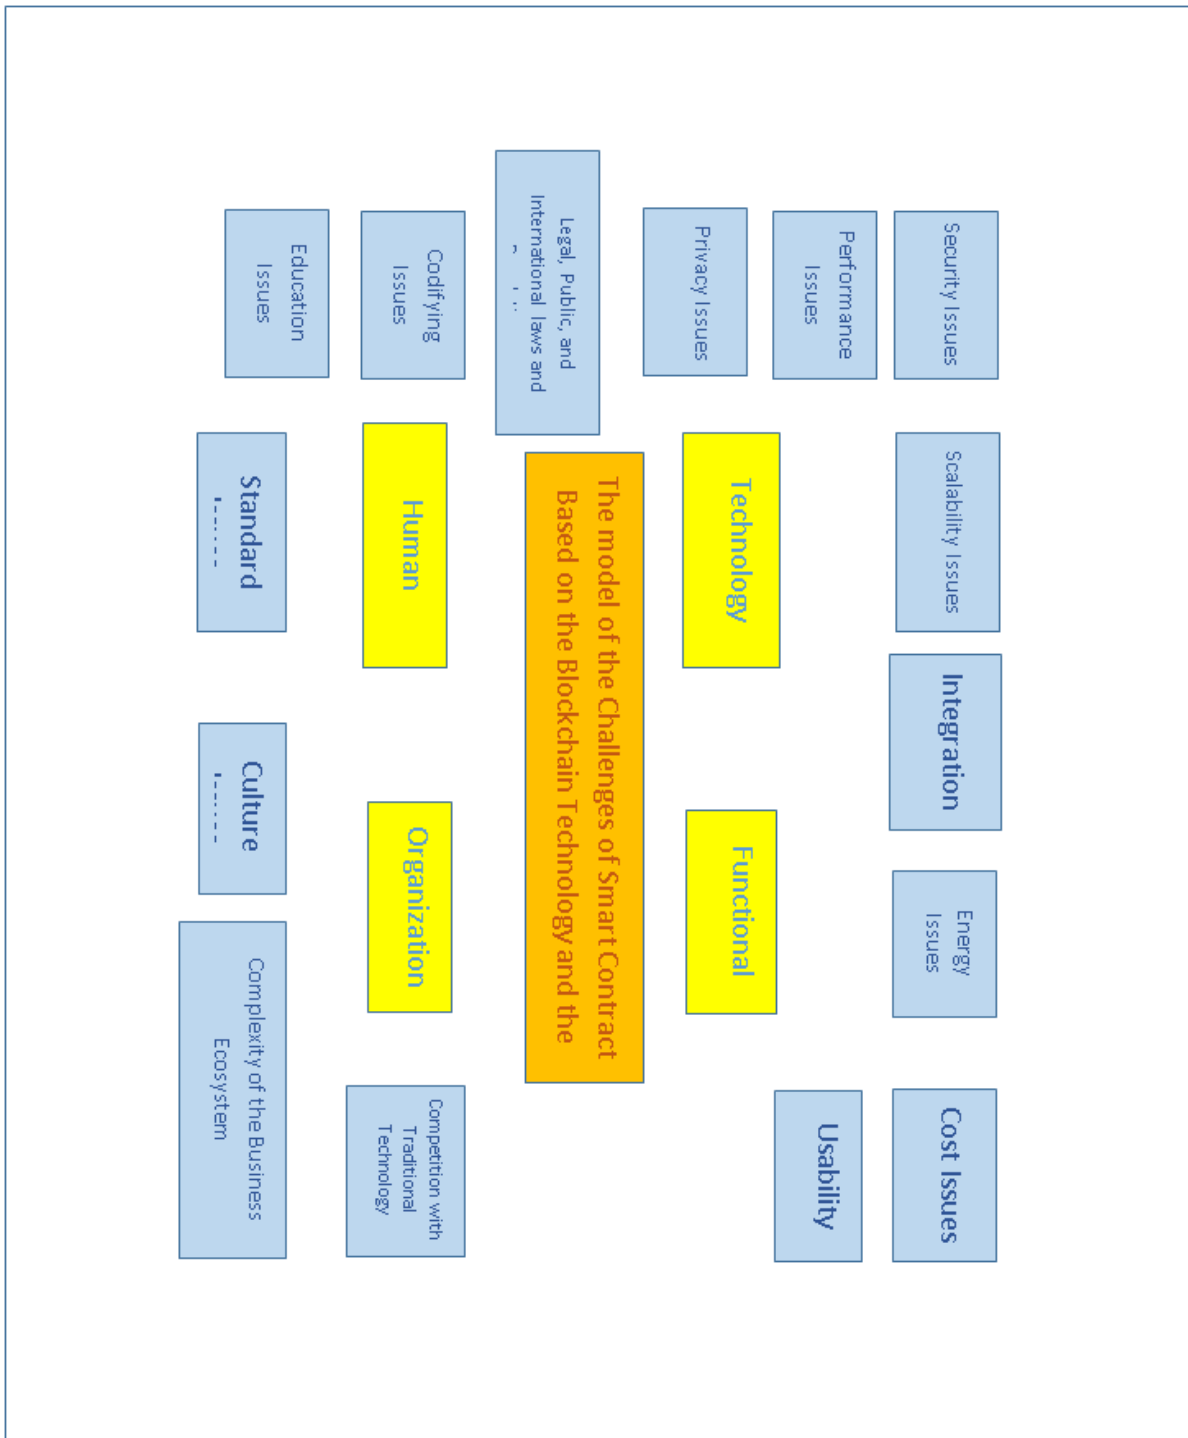 Security Issues
Scalability Issues
Integration
Energy
Issues
Cost Issues
Performance
Issues
Usability
Privacy Issues
Technology
Functional
The model of the Challenges of Smart Contract
Based on the Blockchain Technology and the
Legal, Public, and
International laws and
Codifying
Issues
Human
Organization
Competition with
Traditional
Technology
Education
Issues
Standard
Culture
Complexity of the Business
Ecosystem